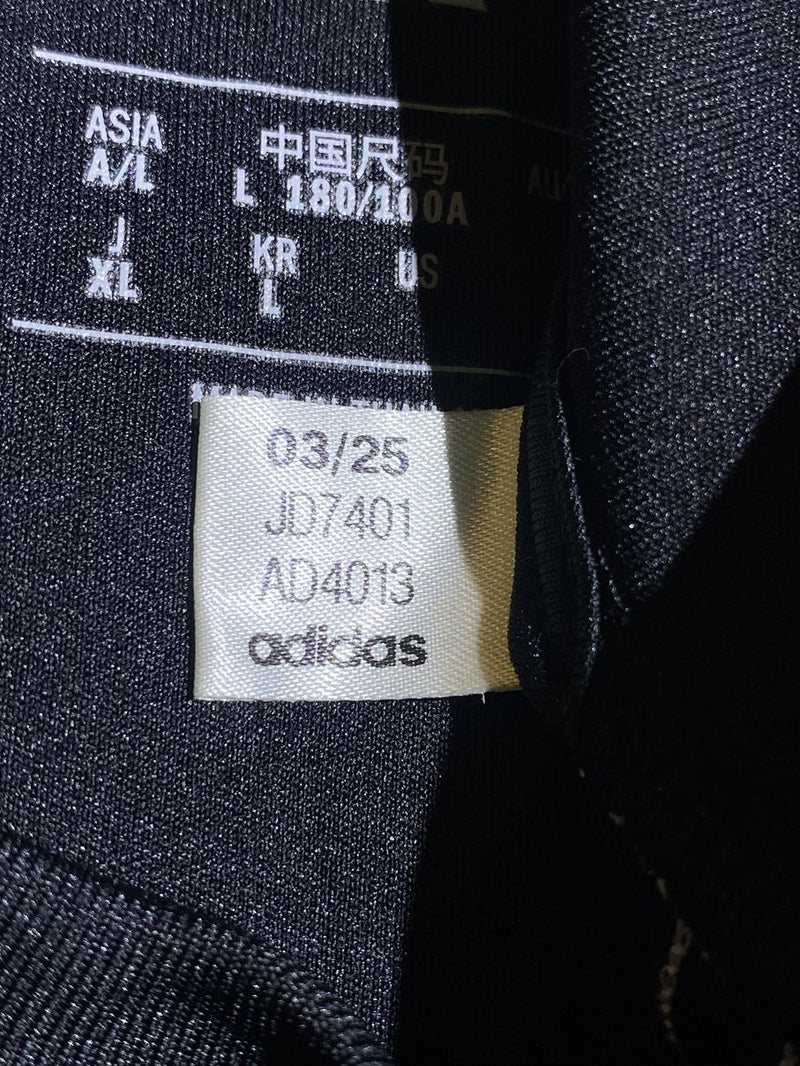 ASIA 中国尺码
A/L L 180/100A
J KR US
XL L
03/25
JD7401
AD4013
adidas